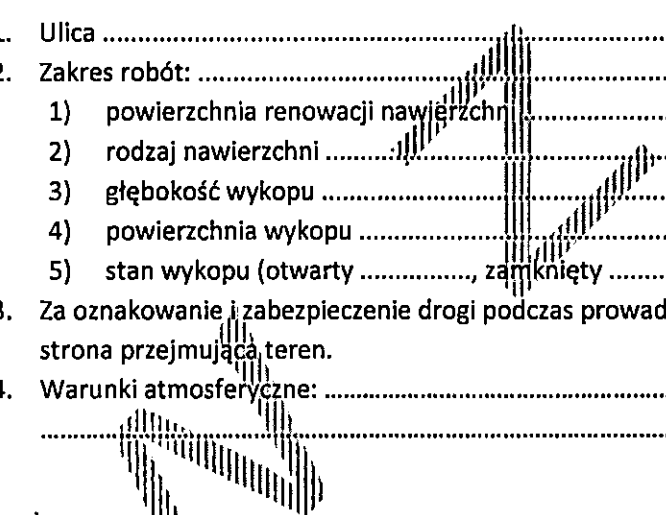 1. Ulica ........................................................................................
2. Zakres robót: .......................................................................
1) powierzchnia renowacji nawierzchni .......................
2) rodzaj nawierzchni ....................................................
3) głębokość wykopu ....................................................
4) powierzchnia wykopu ...............................................
5) stan wykopu (otwarty ..............., zamknięty ........
3. Za oznakowanie i zabezpieczenie drogi podczas prowad
strona przejmująca teren.
4. Warunki atmosferyczne: ....................................................
........................................................................................